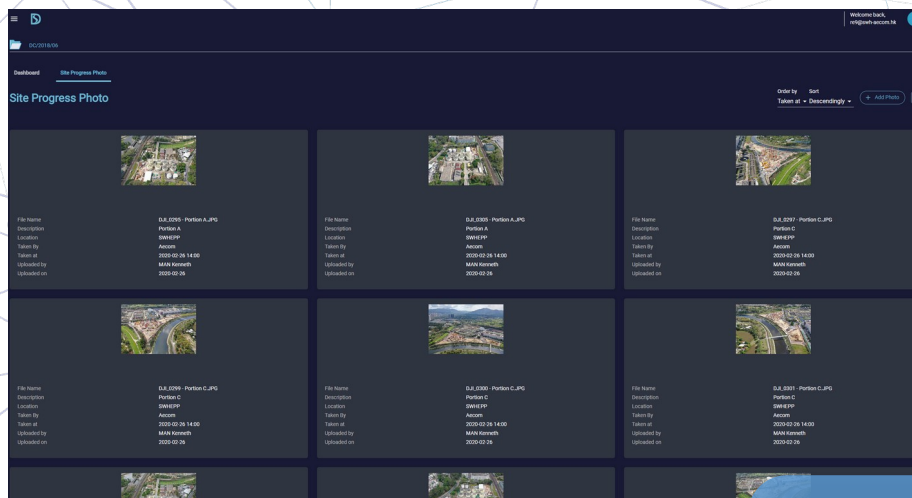 Welcome back,
re9@swh-aecom.hk
DC/2018/06
Dashboard Site Progress Photo
Site Progress Photo
Order by Sort
Taken at Descendingly
+ Add Photo
File Name DJI_0295 - Portion A.JPG
Description Portion A
Location SWHEPP
Taken By Aecom
Taken at 2020-02-26 14:00
Uploaded by MAN Kenneth
Uploaded on 2020-02-26
File Name DJI_0305 - Portion A.JPG
Description Portion A
Location SWHEPP
Taken By Aecom
Taken at 2020-02-26 14:00
Uploaded by MAN Kenneth
Uploaded on 2020-02-26
File Name DJI_0297 - Portion C.JPG
Description Portion C
Location SWHEPP
Taken By Aecom
Taken at 2020-02-26 14:00
Uploaded by MAN Kenneth
Uploaded on 2020-02-26
File Name DJI_0299 - Portion C.JPG
Description Portion C
Location SWHEPP
Taken By Aecom
Taken at 2020-02-26 14:00
Uploaded by MAN Kenneth
Uploaded on 2020-02-26
File Name DJI_0300 - Portion C.JPG
Description Portion C
Location SWHEPP
Taken By Aecom
Taken at 2020-02-26 14:00
Uploaded by MAN Kenneth
Uploaded on 2020-02-26
File Name DJI_0301 - Portion C.JPG
Description Portion C
Location SWHEPP
Taken By Aecom
Taken at 2020-02-26 14:00
Uploaded by MAN Kenneth
Uploaded on 2020-02-26